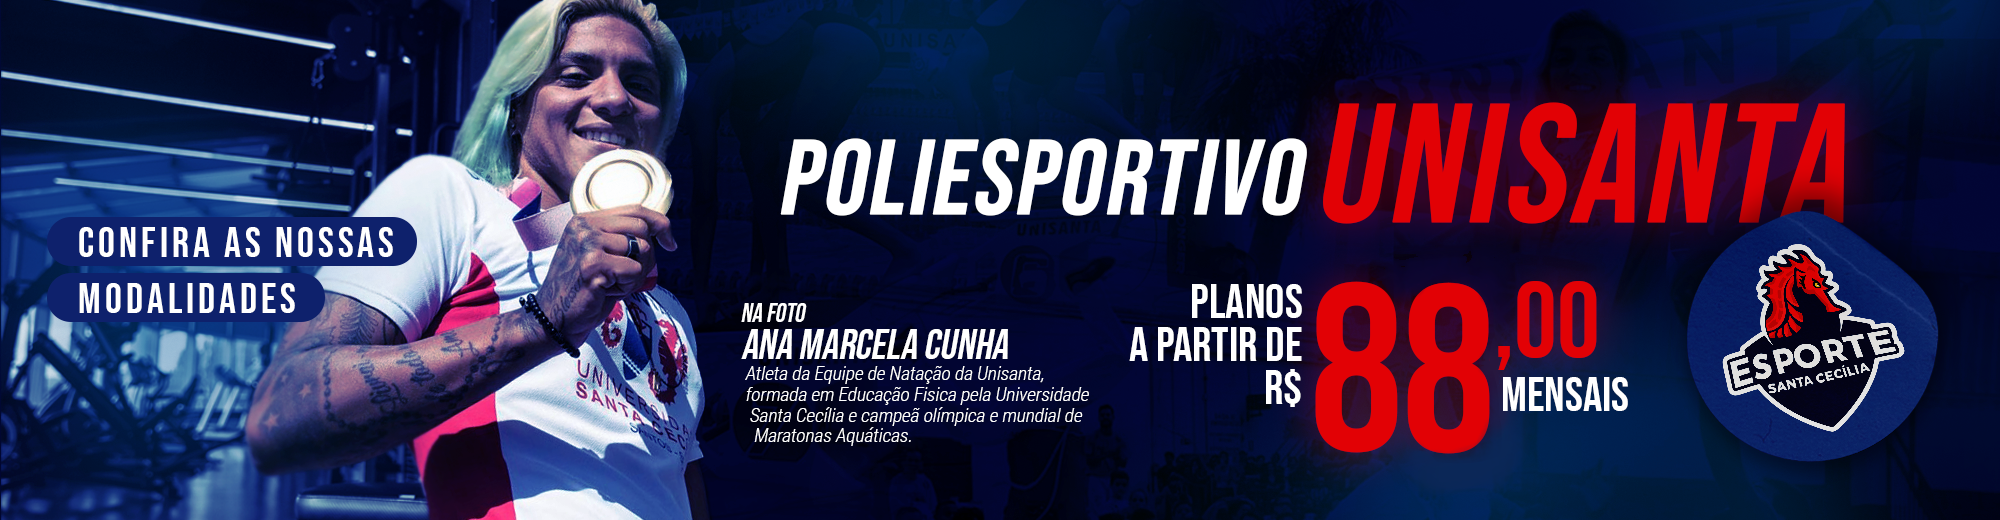 CONFIRA AS NOSSAS
MODALIDADES
POLIESPORTIVO UNISANTA
NA FOTO
ANA MARCELA CUNHA
Atleta da Equipe de Natação da Unisanta,
formada em Educação Fisica pela Universidade
Santa Cecília e campeã olímpica e mundial de
Maratonas Aquáticas.
PLANOS
A PARTIR DE
R$ 88,00
MENSAIS
ESPORTE
SANTA CECÍLIA
UNISANTA